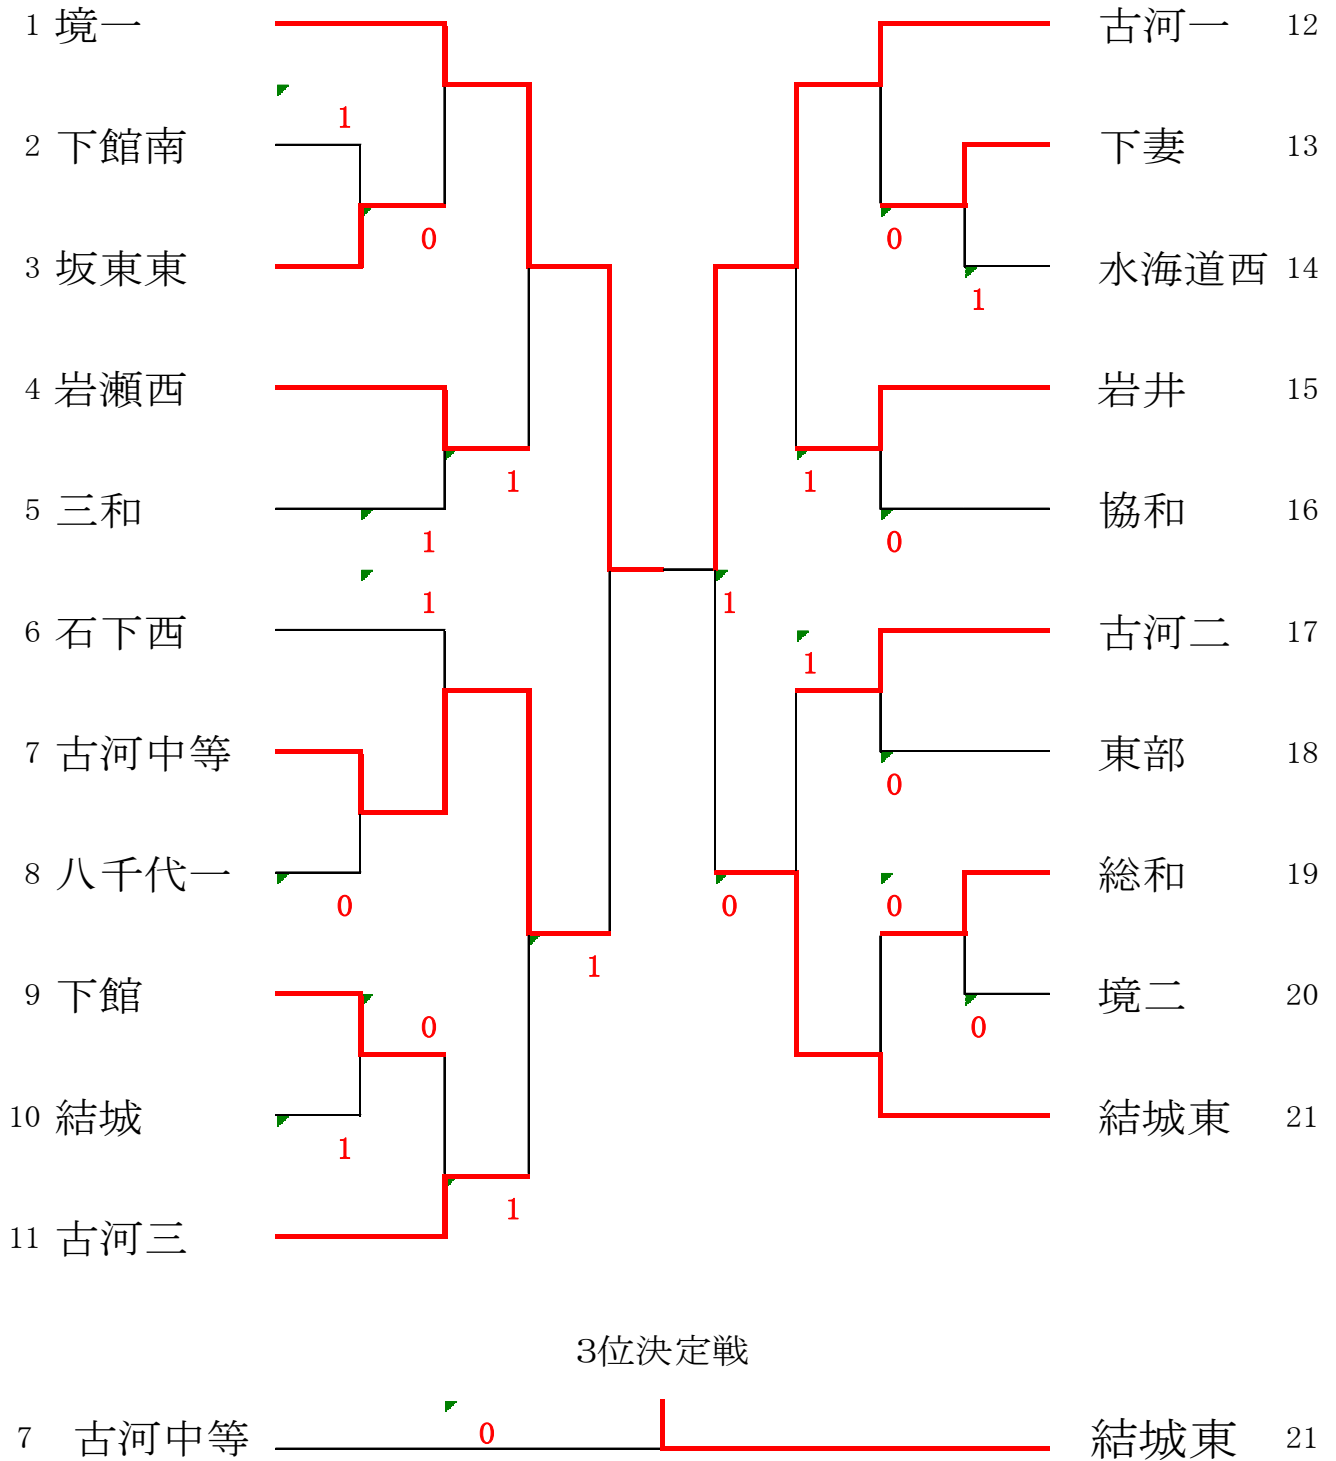 1 境一
古河一 12
1
2 下館南
下妻 13
0
0
3 坂東東
水海道西 14
1
4 岩瀬西
岩井 15
1
1
5 三和
協和 16
1
0
1
1
6 石下西
古河二 17
1
7 古河中等
東部 18
0
8 八千代一
総和 19
0
0
0
1
9 下館
境二 20
0
0
10 結城
結城東 21
1
1
11 古河三
3位決定戦
7 古河中等
0
結城東 21